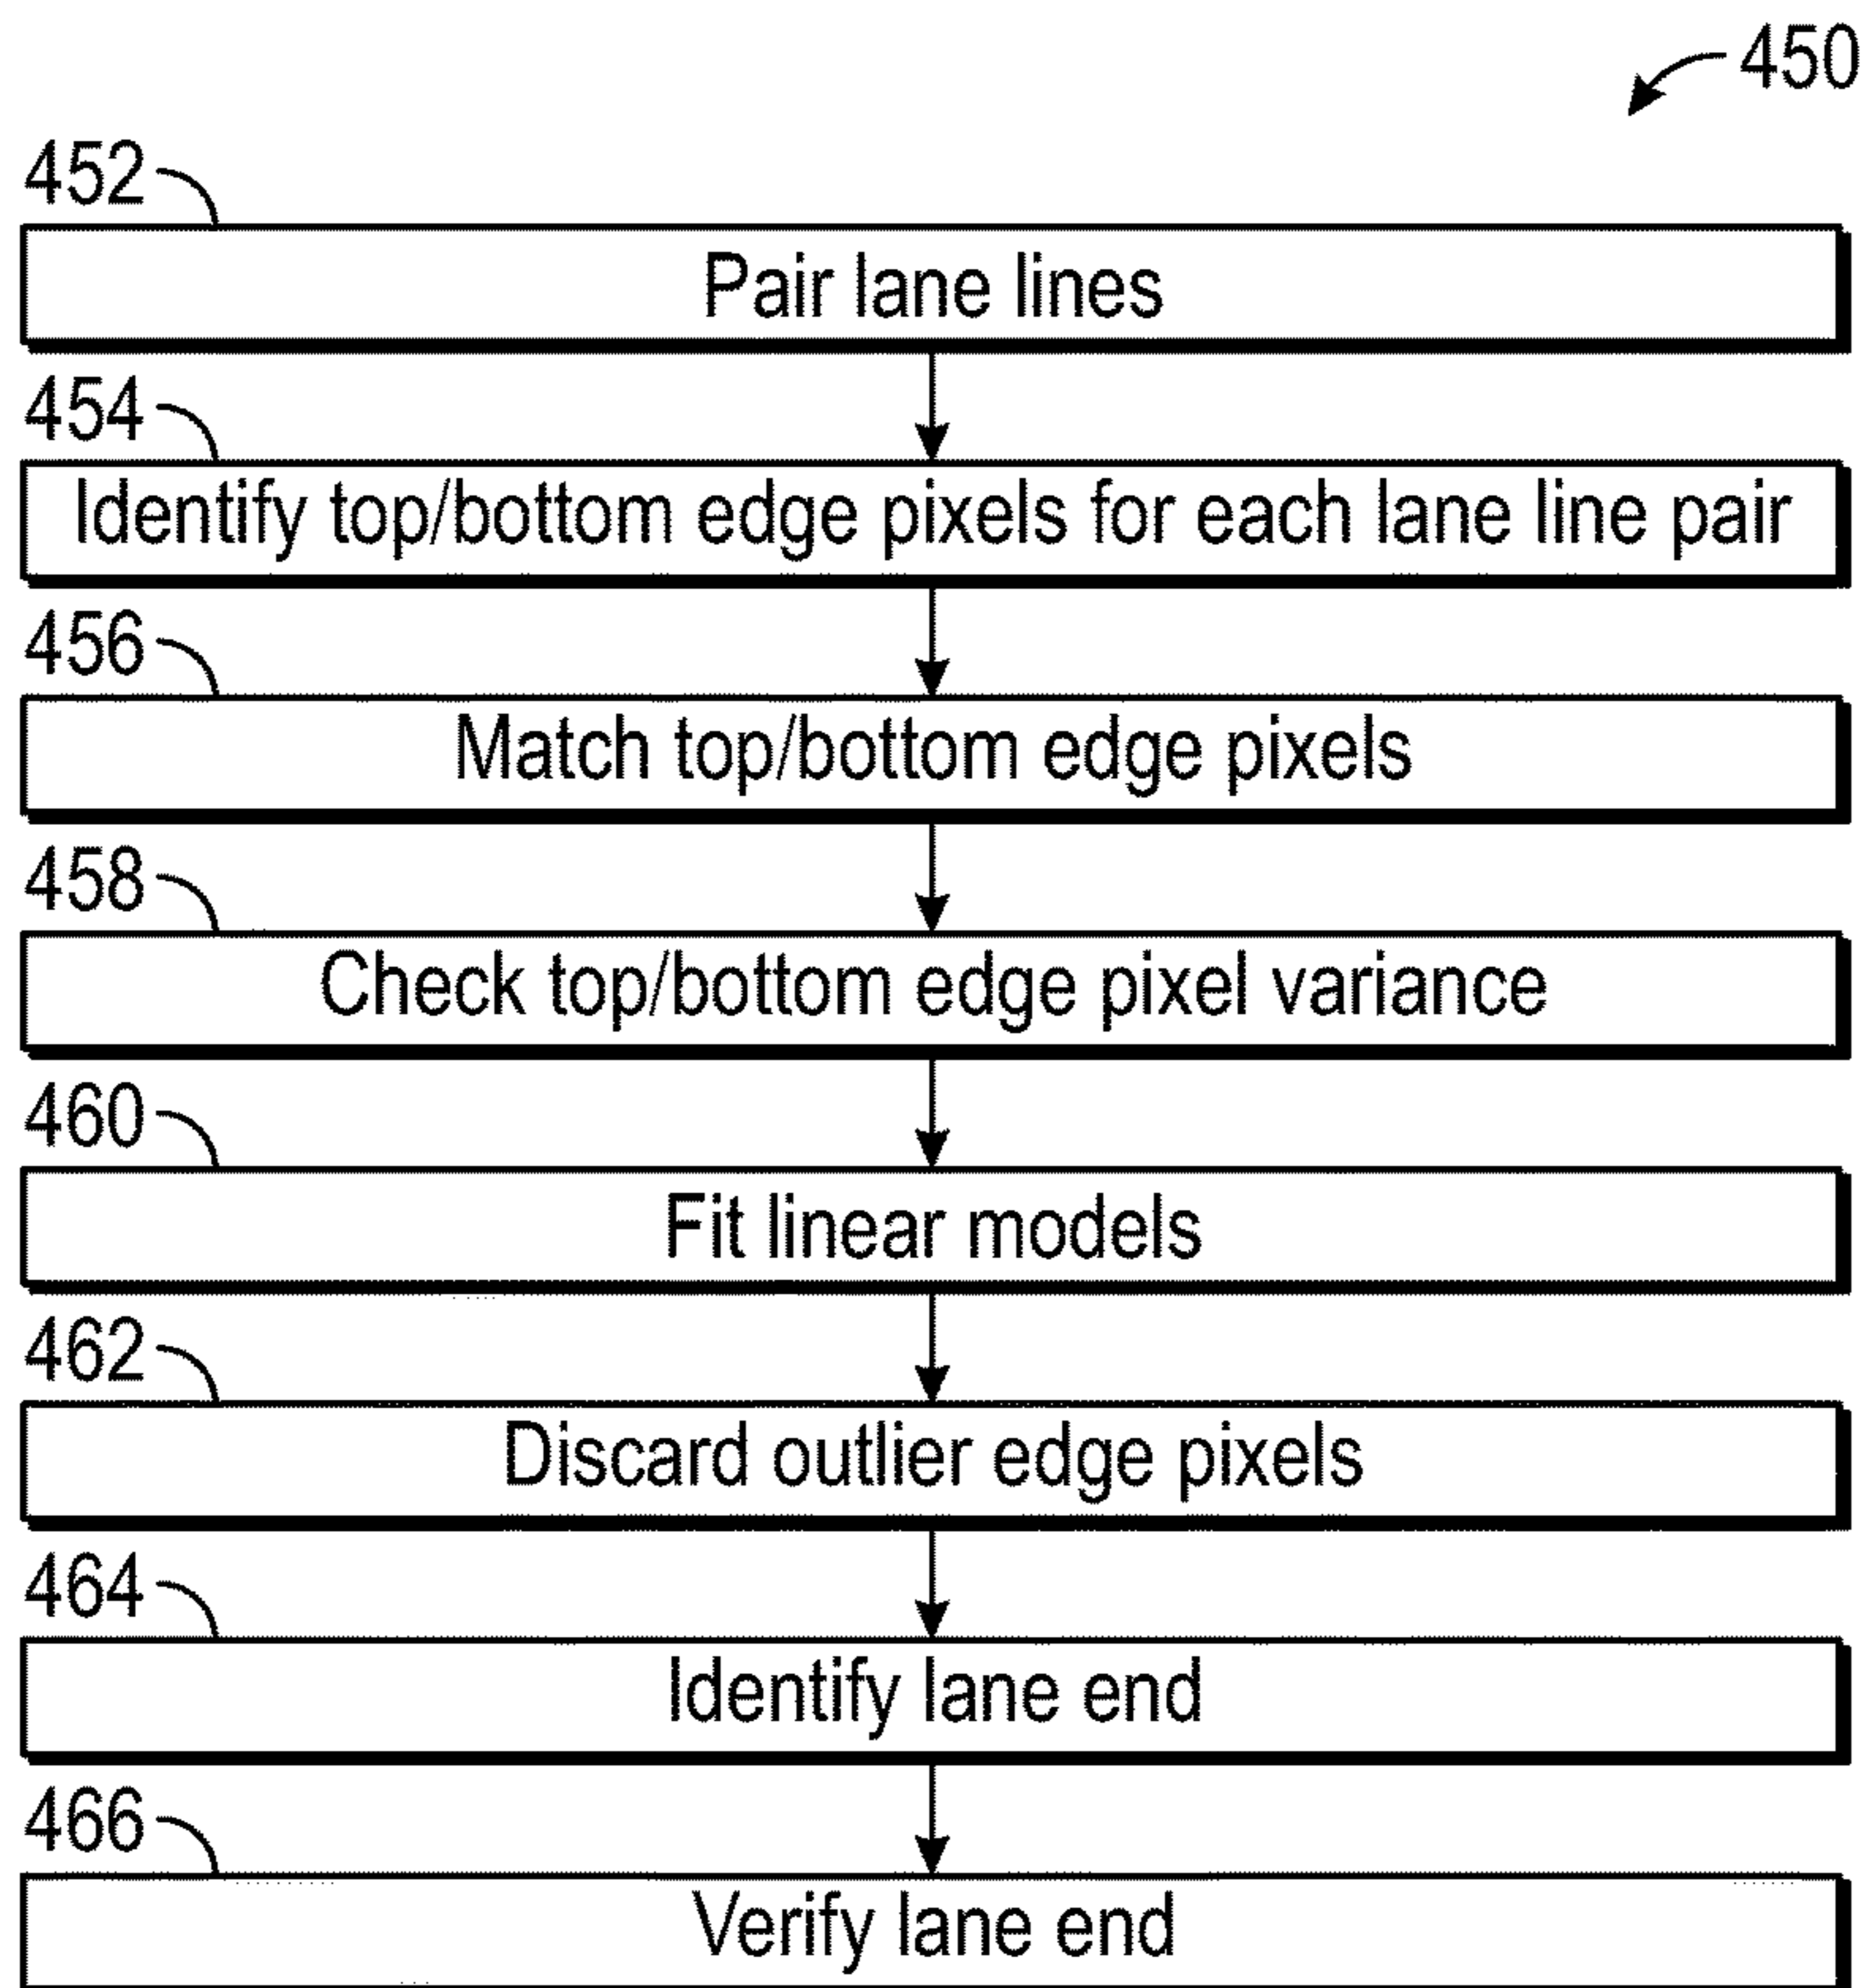 450
452
Pair lane lines
454
Identify top/bottom edge pixels for each lane line pair
456
Match top/bottom edge pixels
458
Check top/bottom edge pixel variance
460
Fit linear models
462
Discard outlier edge pixels
464
Identify lane end
466
Verify lane end